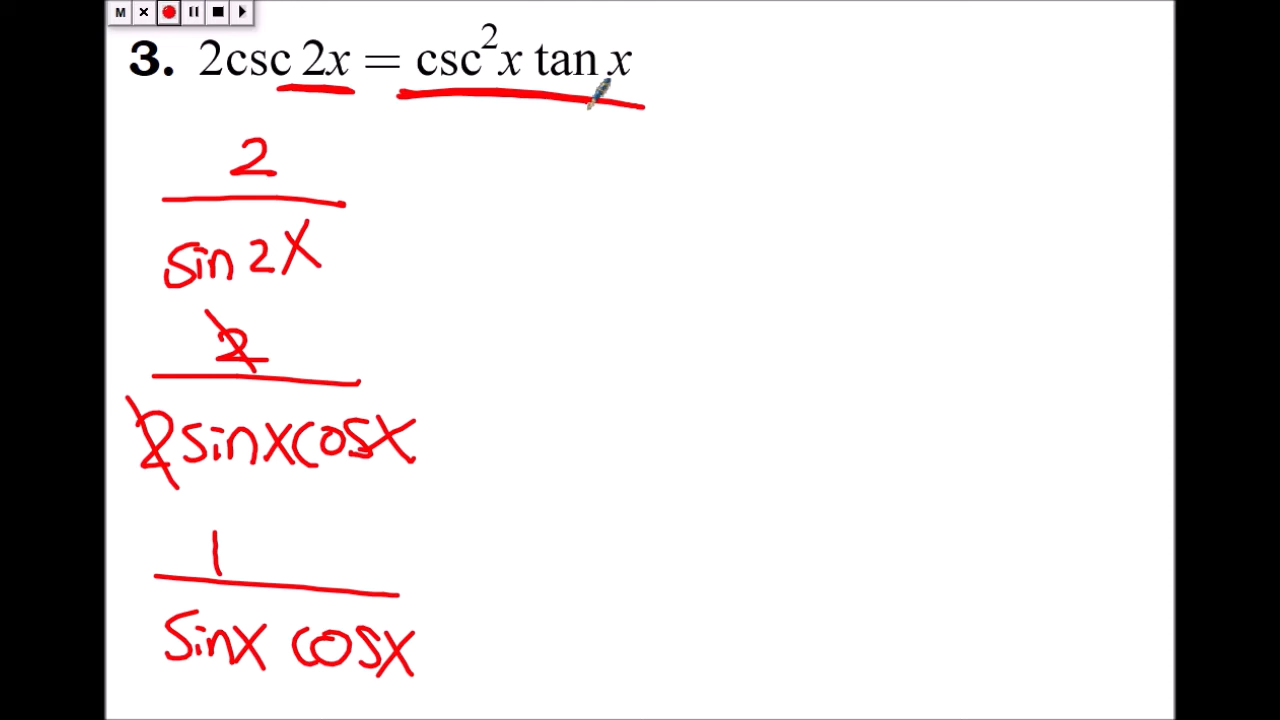 M
3. 2csc 2x = csc²x tan x
2
sin 2x
2
2sinxcosx
1
sinx cosx